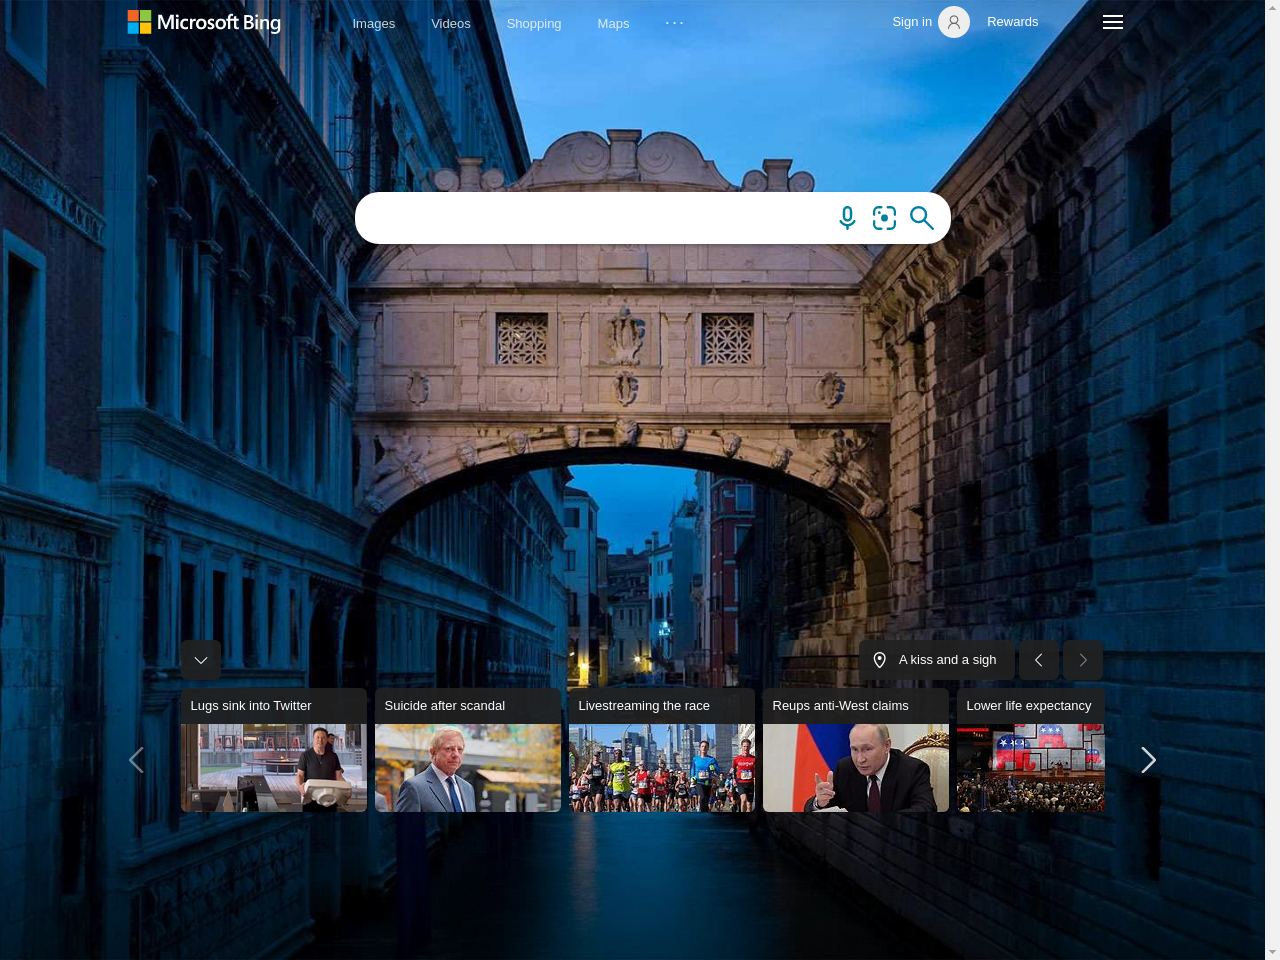 Microsoft Bing
Images
Videos
Shopping
Maps
Sign in
Rewards
A kiss and a sigh
Lugs sink into Twitter
Suicide after scandal
Livestreaming the race
Reups anti-West claims
Lower life expectancy